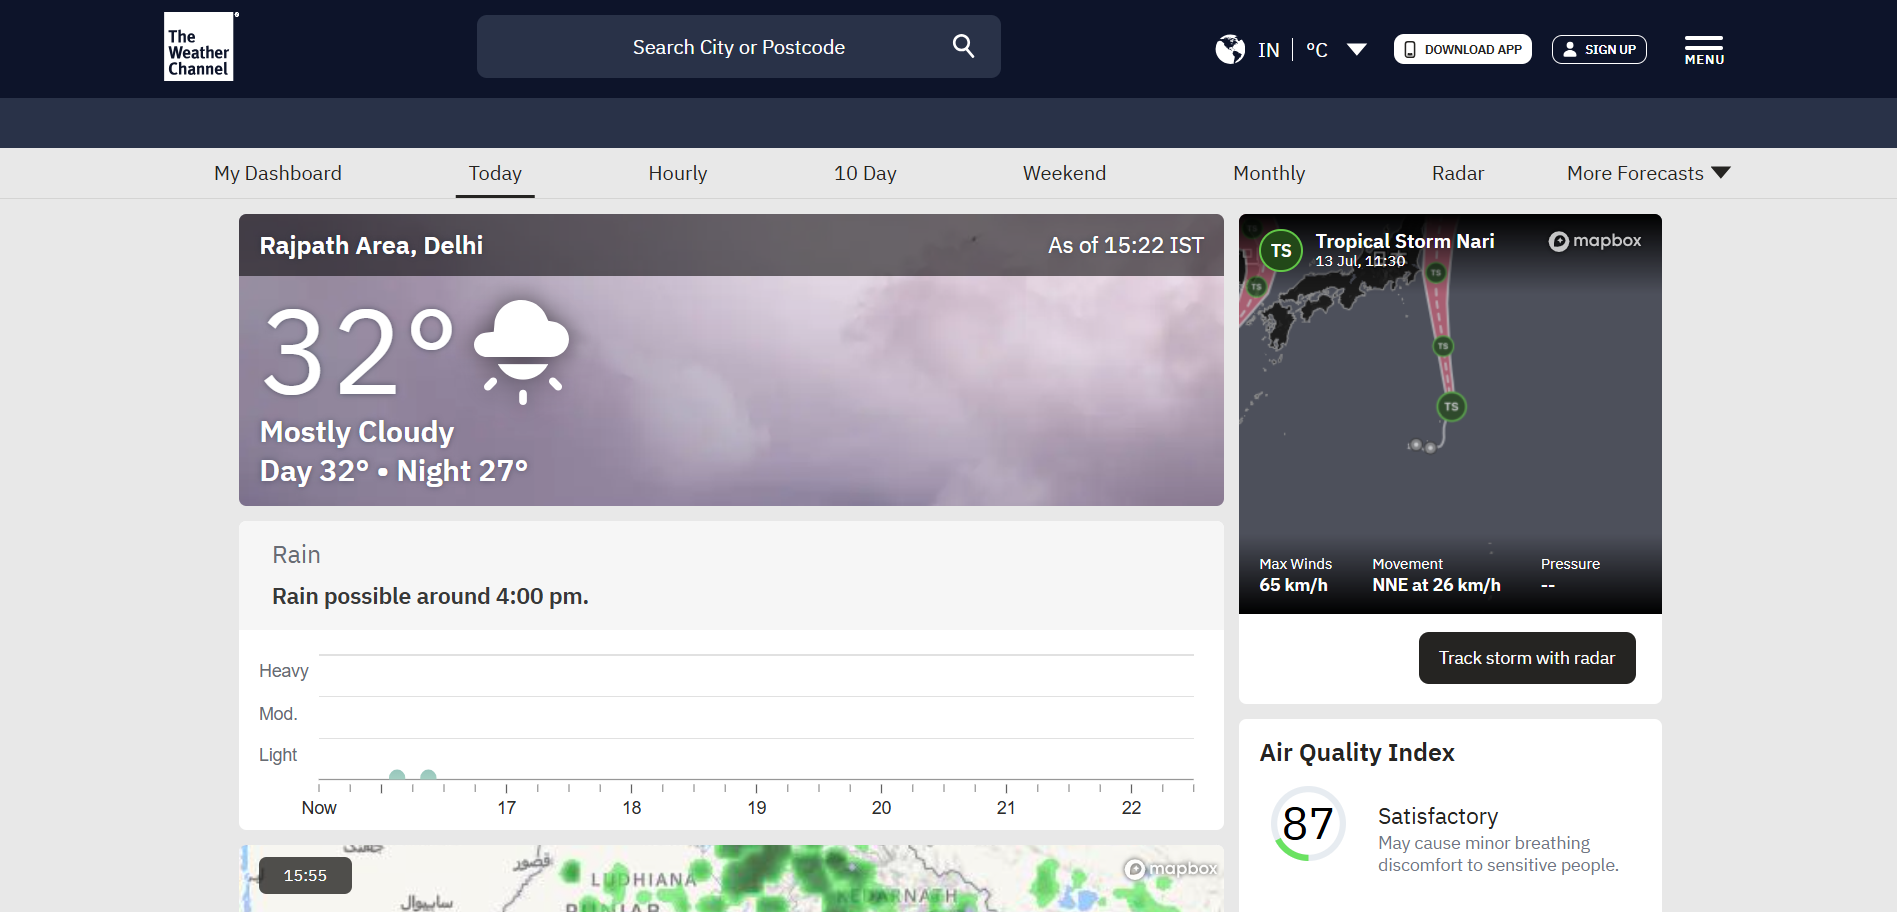 The
Weather
Channel
Search City or Postcode
IN
°C
DOWNLOAD APP
SIGN UP
MENU
My Dashboard
Today
Hourly
10 Day
Weekend
Monthly
Radar
More Forecasts
Rajpath Area, Delhi
As of 15:22 IST
32°
Mostly Cloudy
Day 32° • Night 27°
Rain
Rain possible around 4:00 pm.
Heavy
Mod.
Light
Now 17 18 19 20 21 22
15:55
قصور
ساہیوال
LUDHIANA
PUNJAB
KEDARNATH
mapbox
TS
Tropical Storm Nari
13 Jul, 11:30
mapbox
TS
TS
TS
TS
Max Winds
65 km/h
Movement
NNE at 26 km/h
Pressure
--
Track storm with radar
Air Quality Index
87
Satisfactory
May cause minor breathing
discomfort to sensitive people.